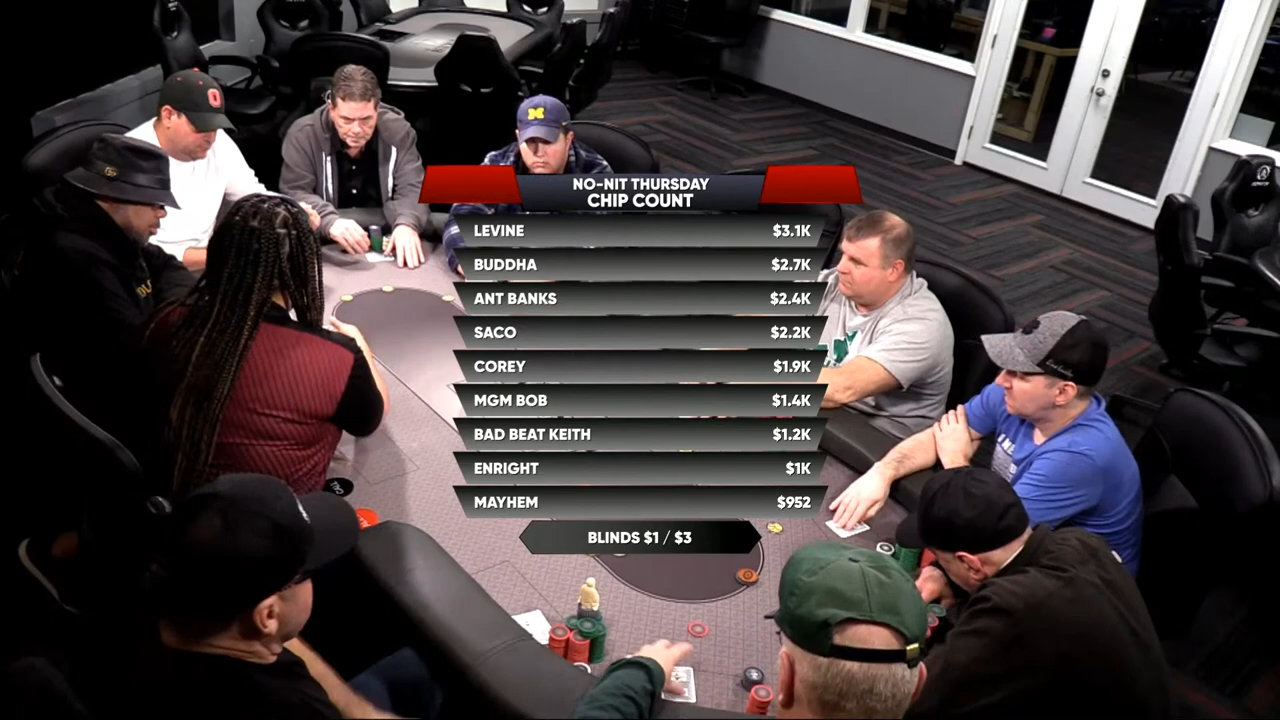 O
M
NO-NIT THURSDAY
CHIP COUNT
LEVINE $3.1K
BUDDHA $2.7K
ANT BANKS $2.4K
SACO $2.2K
COREY $1.9K
MGM BOB $1.4K
BAD BEAT KEITH $1.2K
ENRIGHT $1K
MAYHEM $952
BLINDS $1 / $3